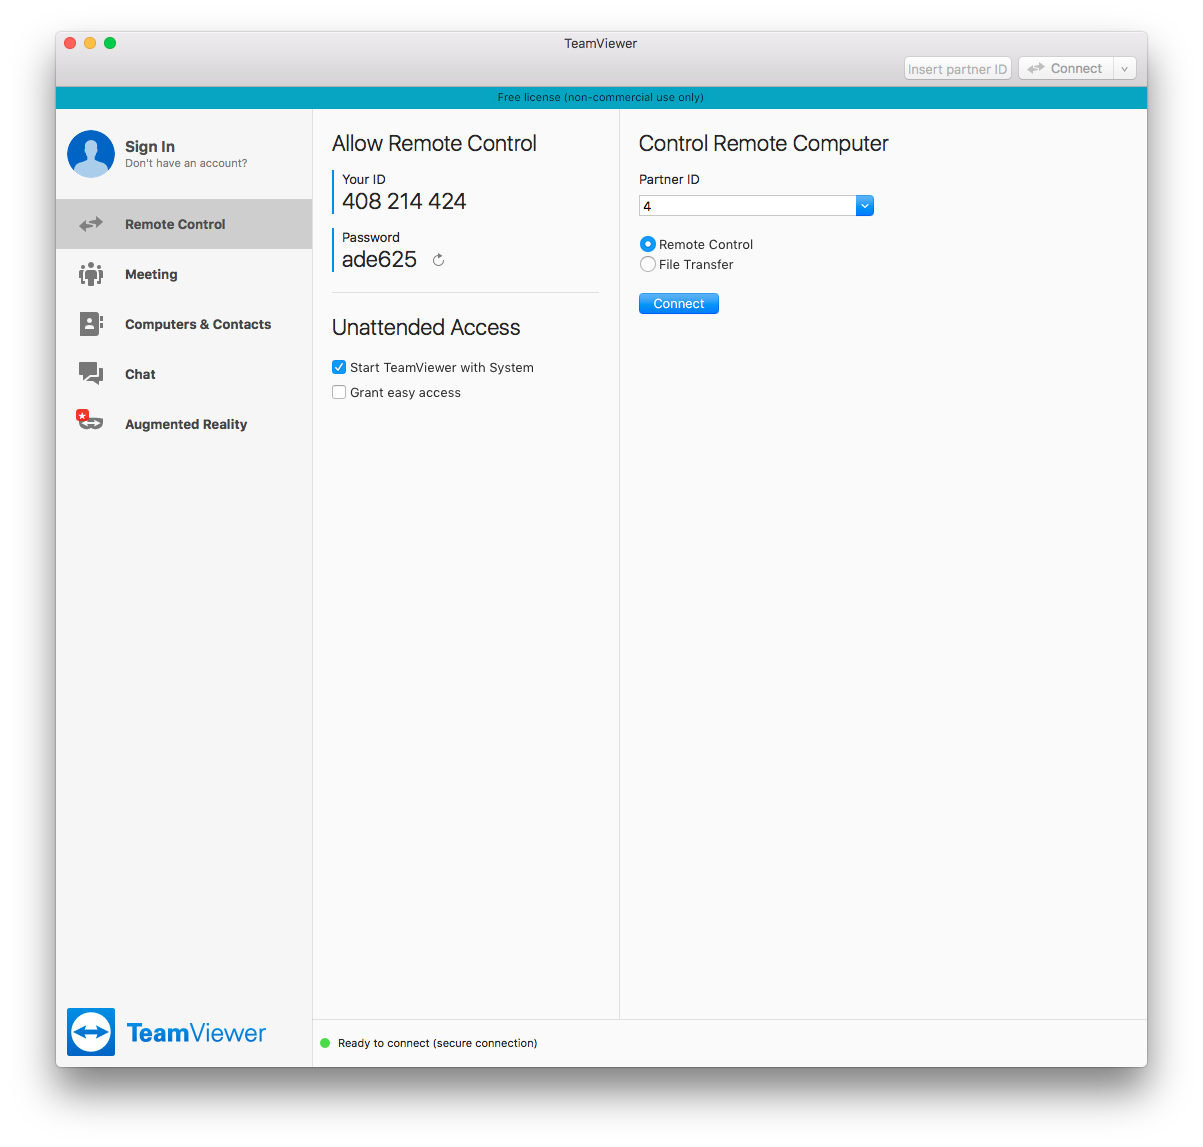 TeamViewer
Insert partner ID
Connect
Free license (non-commercial use only)
Sign In
Don't have an account?
Remote Control
Meeting
Computers & Contacts
Chat
Augmented Reality
TeamViewer
Allow Remote Control
Your ID
408 214 424
Password
ade625
Unattended Access
Start TeamViewer with System
Grant easy access
Control Remote Computer
Partner ID
4
Remote Control
File Transfer
Connect
Ready to connect (secure connection)